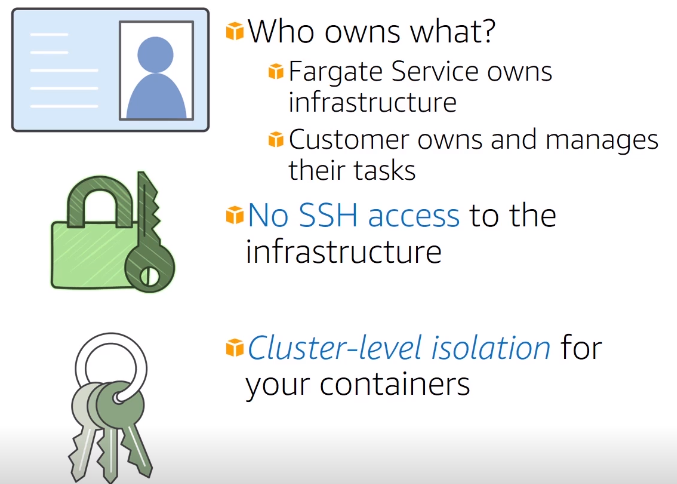 Who owns what?
Fargate Service owns
infrastructure
Customer owns and manages
their tasks
No SSH access to the
infrastructure
Cluster-level isolation for
your containers